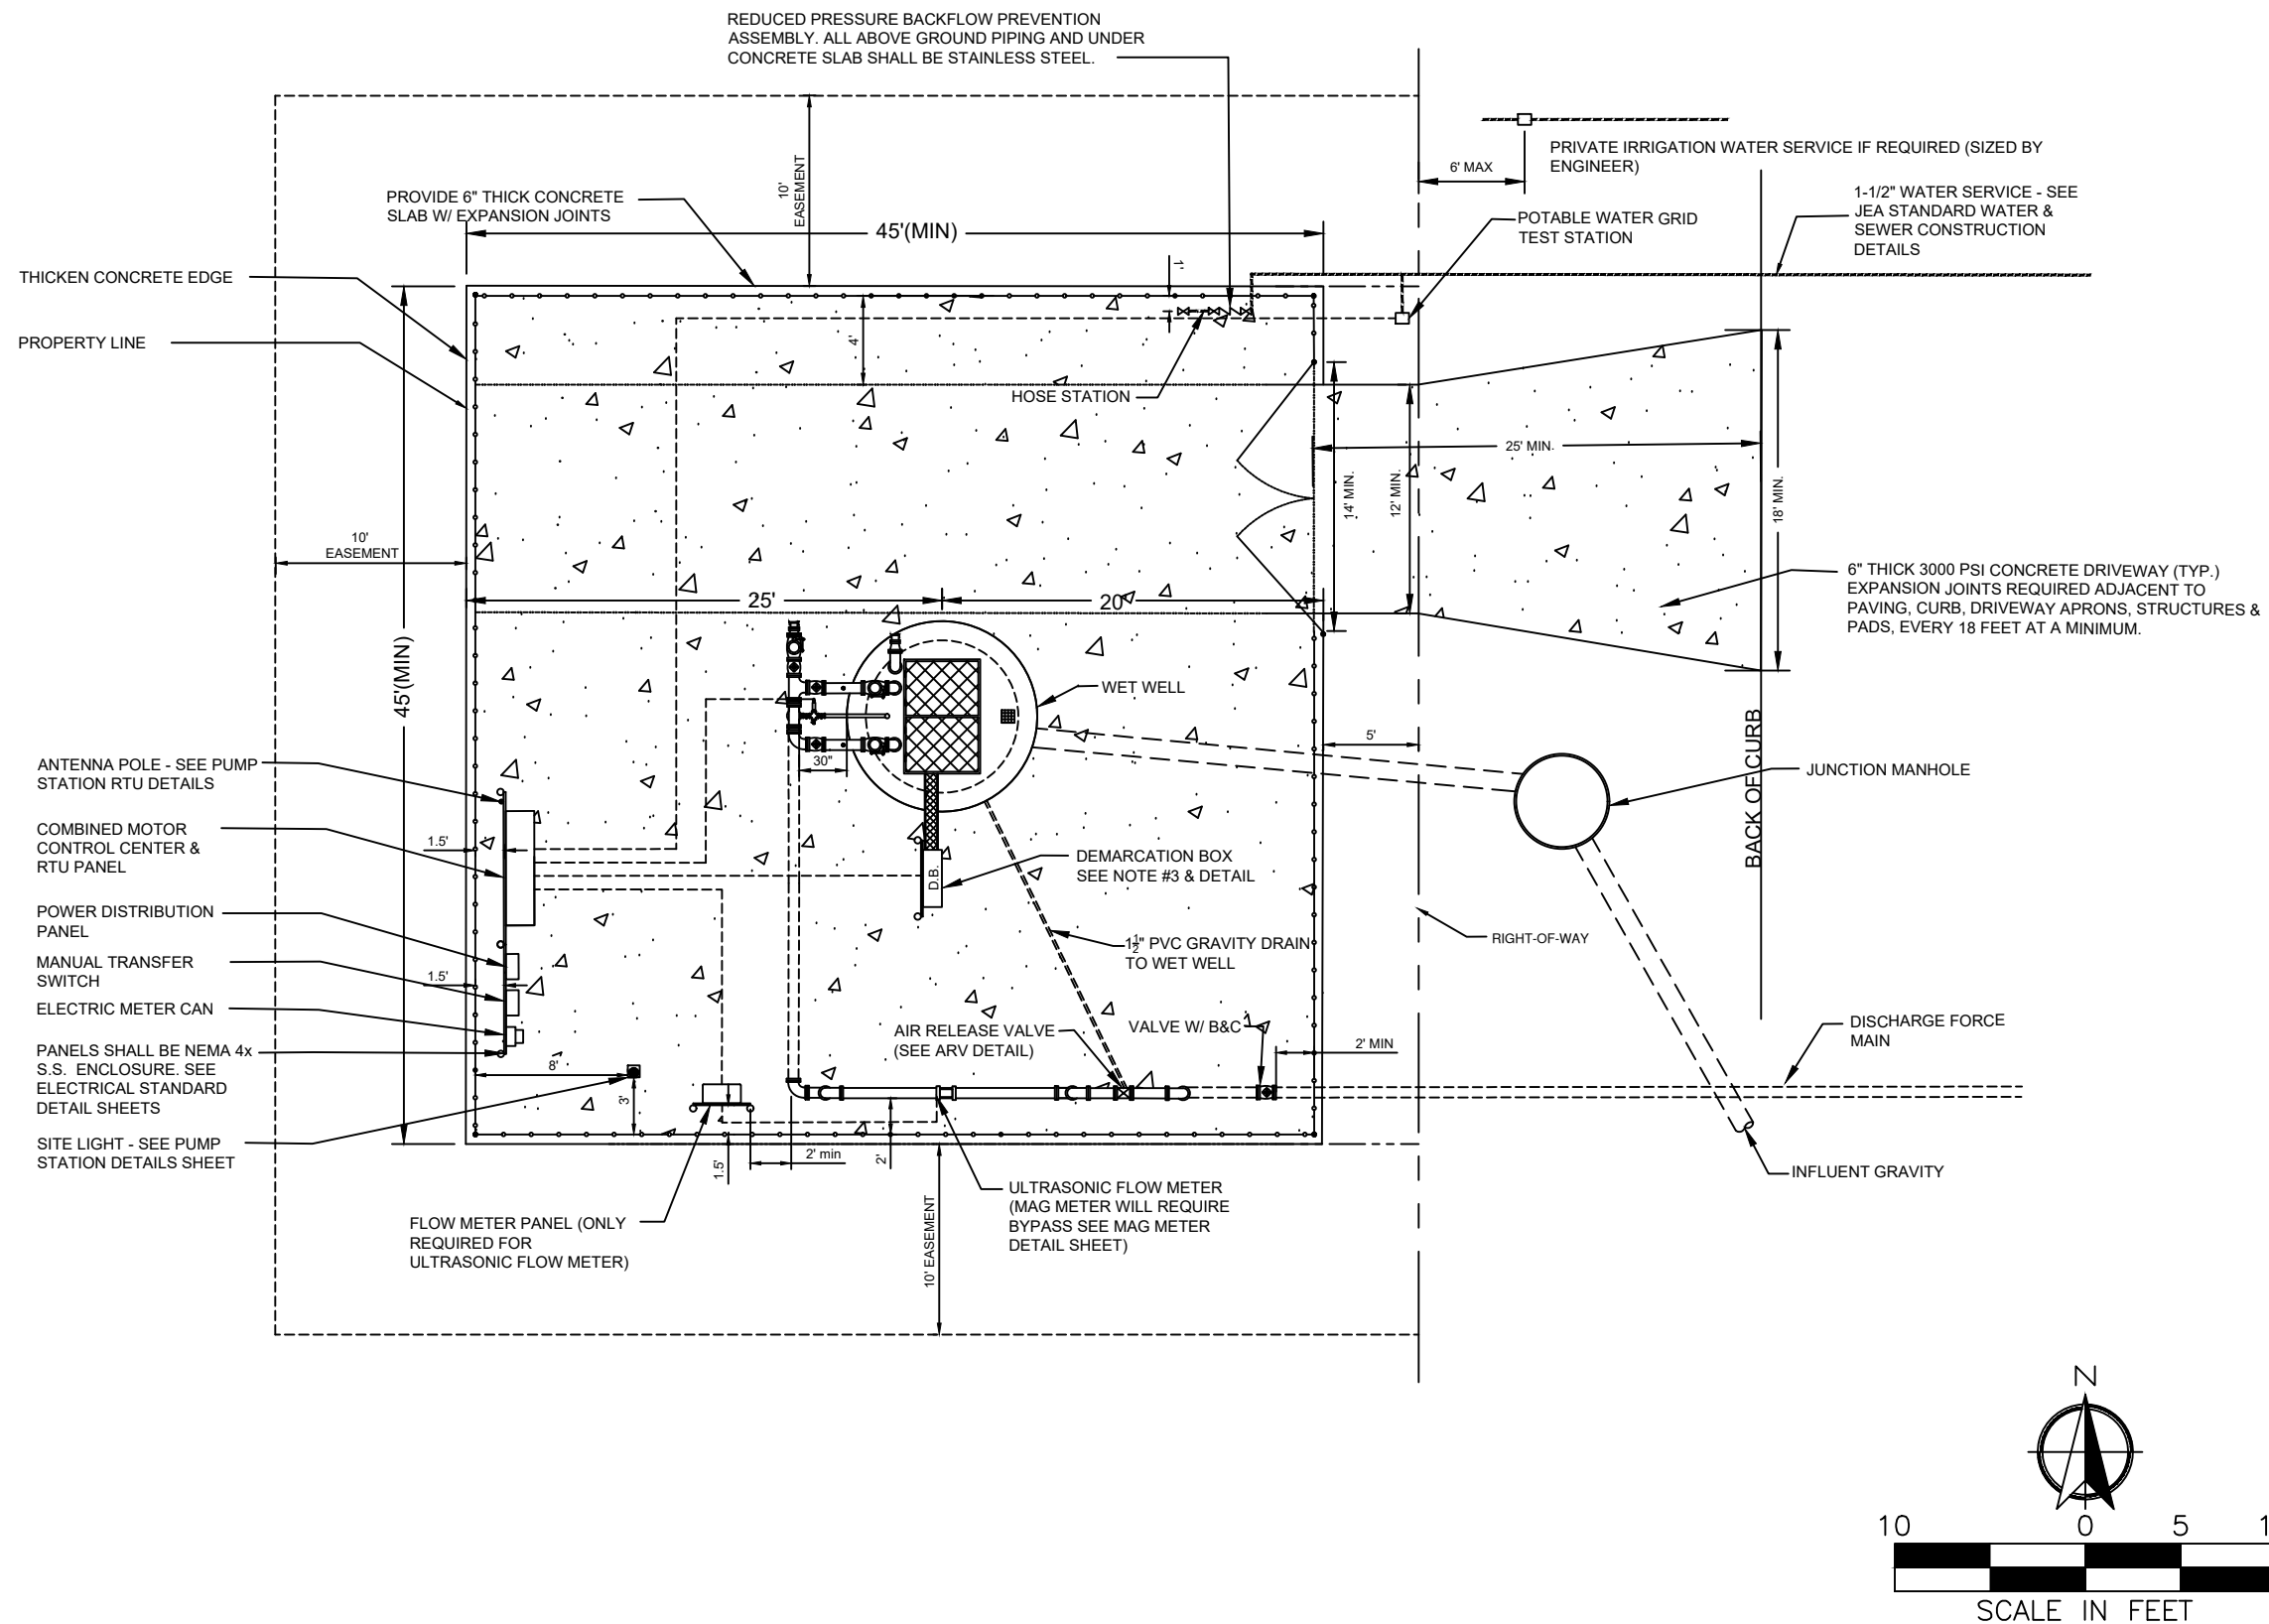 REDUCED PRESSURE BACKFLOW PREVENTION
ASSEMBLY. ALL ABOVE GROUND PIPING AND UNDER
CONCRETE SLAB SHALL BE STAINLESS STEEL.
10'
EASEMENT
PRIVATE IRRIGATION WATER SERVICE IF REQUIRED (SIZED BY
ENGINEER)
6' MAX
PROVIDE 6" THICK CONCRETE
SLAB W/ EXPANSION JOINTS
1-1/2" WATER SERVICE - SEE
JEA STANDARD WATER &
SEWER CONSTRUCTION
DETAILS
POTABLE WATER GRID
TEST STATION
45'(MIN)
THICKEN CONCRETE EDGE
1'
PROPERTY LINE
4'
HOSE STATION
25' MIN.
14' MIN.
12' MIN.
18' MIN.
10'
EASEMENT
6" THICK 3000 PSI CONCRETE DRIVEWAY (TYP.)
EXPANSION JOINTS REQUIRED ADJACENT TO
PAVING, CURB, DRIVEWAY APRONS, STRUCTURES &
PADS, EVERY 18 FEET AT A MINIMUM.
25'
20'
45'(MIN)
WET WELL
5'
30"
JUNCTION MANHOLE
BACK OF CURB
ANTENNA POLE - SEE PUMP
STATION RTU DETAILS
COMBINED MOTOR
CONTROL CENTER &
RTU PANEL
1.5'
DEMARCATION BOX
SEE NOTE #3 & DETAIL
D.B.
POWER DISTRIBUTION
PANEL
RIGHT-OF-WAY
1 1/2" PVC GRAVITY DRAIN
TO WET WELL
MANUAL TRANSFER
SWITCH
1.5'
ELECTRIC METER CAN
AIR RELEASE VALVE
(SEE ARV DETAIL)
VALVE W/ B&C
2' MIN
DISCHARGE FORCE
MAIN
PANELS SHALL BE NEMA 4x
S.S. ENCLOSURE. SEE
ELECTRICAL STANDARD
DETAIL SHEETS
8'
3'
SITE LIGHT - SEE PUMP
STATION DETAILS SHEET
1.5'
2' min
2'
INFLUENT GRAVITY
FLOW METER PANEL (ONLY
REQUIRED FOR
ULTRASONIC FLOW METER)
10' EASEMENT
ULTRASONIC FLOW METER
(MAG METER WILL REQUIRE
BYPASS SEE MAG METER
DETAIL SHEET)
N
10 0 5 1
SCALE IN FEET